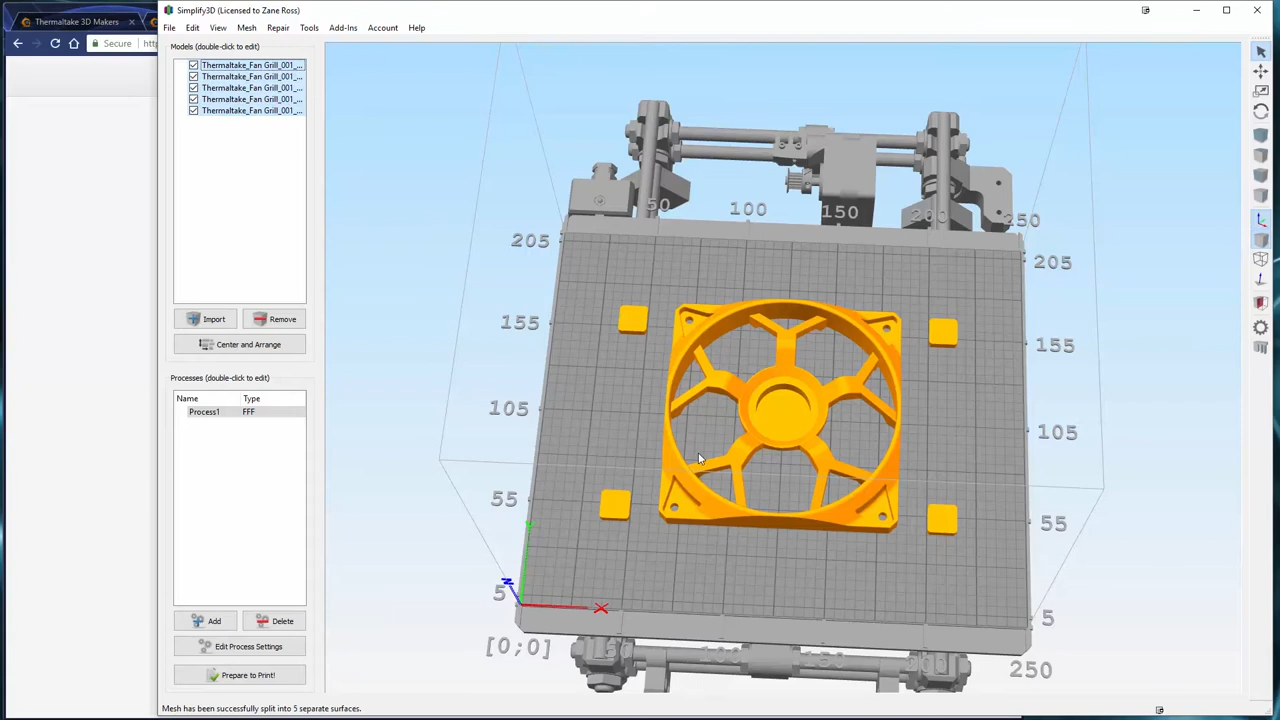 Thermaltake 3D Makers
Secure
Simplify3D (Licensed to Zane Ross)
File Edit View Mesh Repair Tools Add-Ins Account Help
Models (double-click to edit)
Thermaltake_Fan Grill_001_...
Thermaltake_Fan Grill_001_...
Thermaltake_Fan Grill_001_...
Thermaltake_Fan Grill_001_...
Thermaltake_Fan Grill_001_...
Import Remove
Center and Arrange
Processes (double-click to edit)
Name Type
Process1 FFF
Add Delete
Edit Process Settings
Prepare to Print!
50 100 150 200 250
205 205
155 155
105 105
55 55
5 5
N X
[0;0] 50 100 150 200 250
Mesh has been successfully split into 5 separate surfaces.